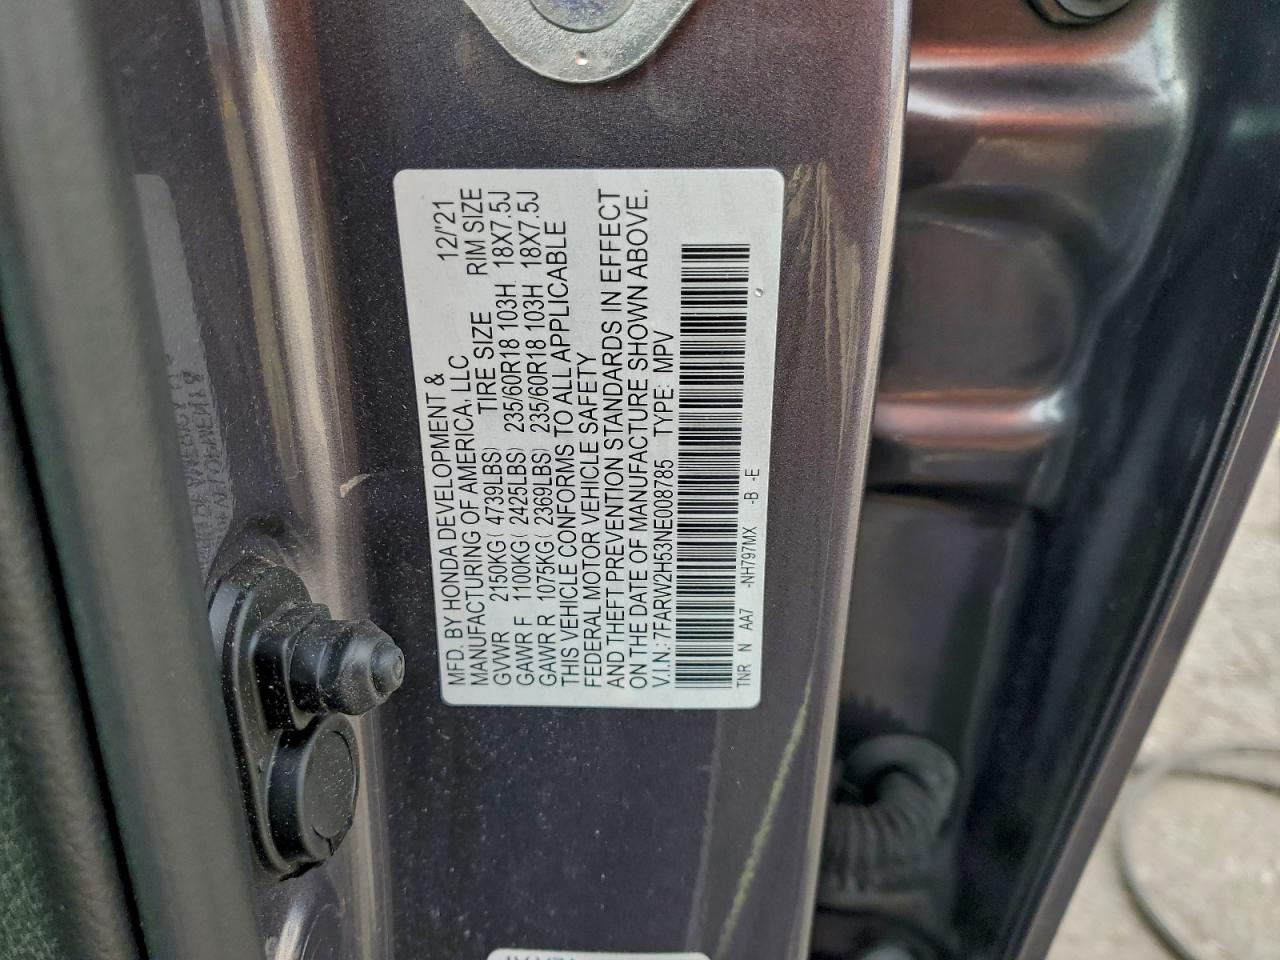 MFD. BY HONDA DEVELOPMENT & 12/'21
MANUFACTURING OF AMERICA, LLC
TIRE SIZE RIM SIZE
GVWR 2150KG( 4739LBS)
GAWR F 1100KG( 2425LBS) 235/60R18 103H 18X7.5J
GAWR R 1075KG( 2369LBS) 235/60R18 103H 18X7.5J
THIS VEHICLE CONFORMS TO ALL APPLICABLE
FEDERAL MOTOR VEHICLE SAFETY
AND THEFT PREVENTION STANDARDS IN EFFECT
ON THE DATE OF MANUFACTURE SHOWN ABOVE.
V.I.N.: 7FARW2H53NE008785 TYPE: MPV
TNR N AA7 -NH797MX -B -E